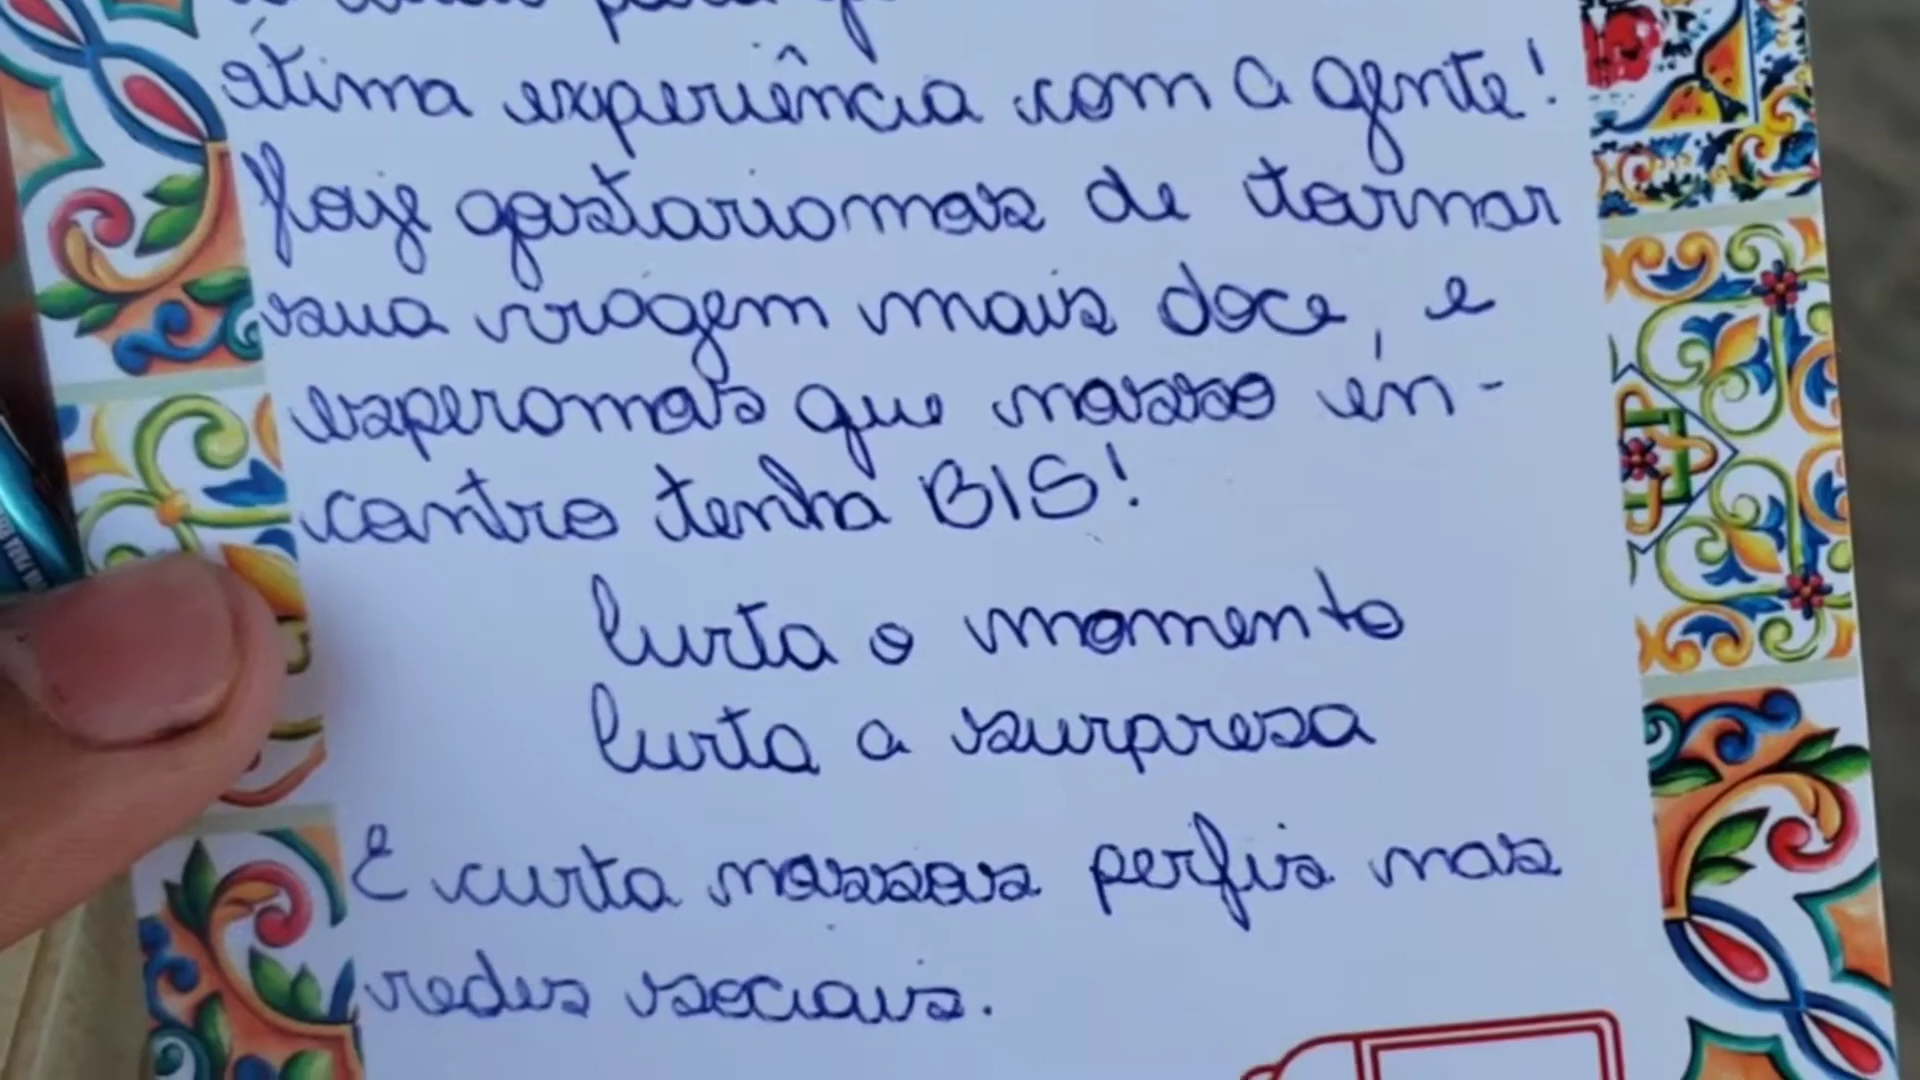 ótima experiência com a gente!
Hoje gostariamos de tornar
sua viagem mais doce, e
esperamos que nosso en-
contro tenha BIS!
Curta o momento
Curta a surpresa
E curta nossos perfis nas
redes sociais.